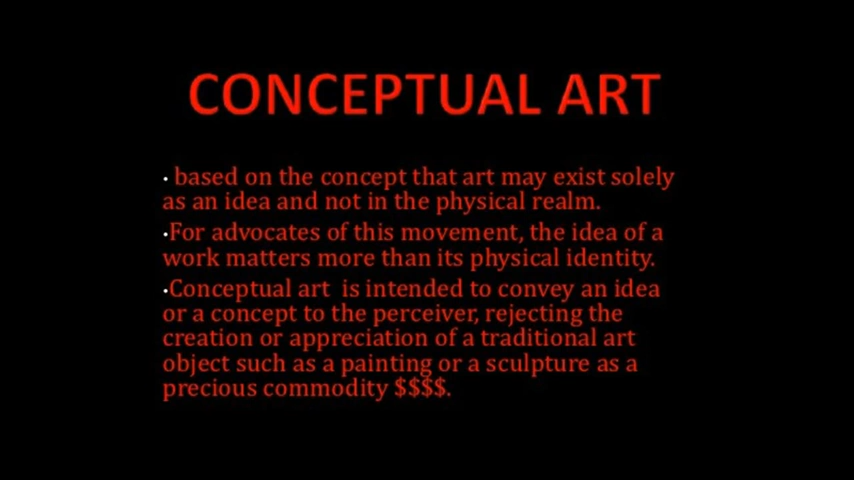 CONCEPTUAL ART
• based on the concept that art may exist solely
as an idea and not in the physical realm.
•For advocates of this movement, the idea of a
work matters more than its physical identity.
•Conceptual art  is intended to convey an idea
or a concept to the perceiver, rejecting the
creation or appreciation of a traditional art
object such as a painting or a sculpture as a
precious commodity $$$$.